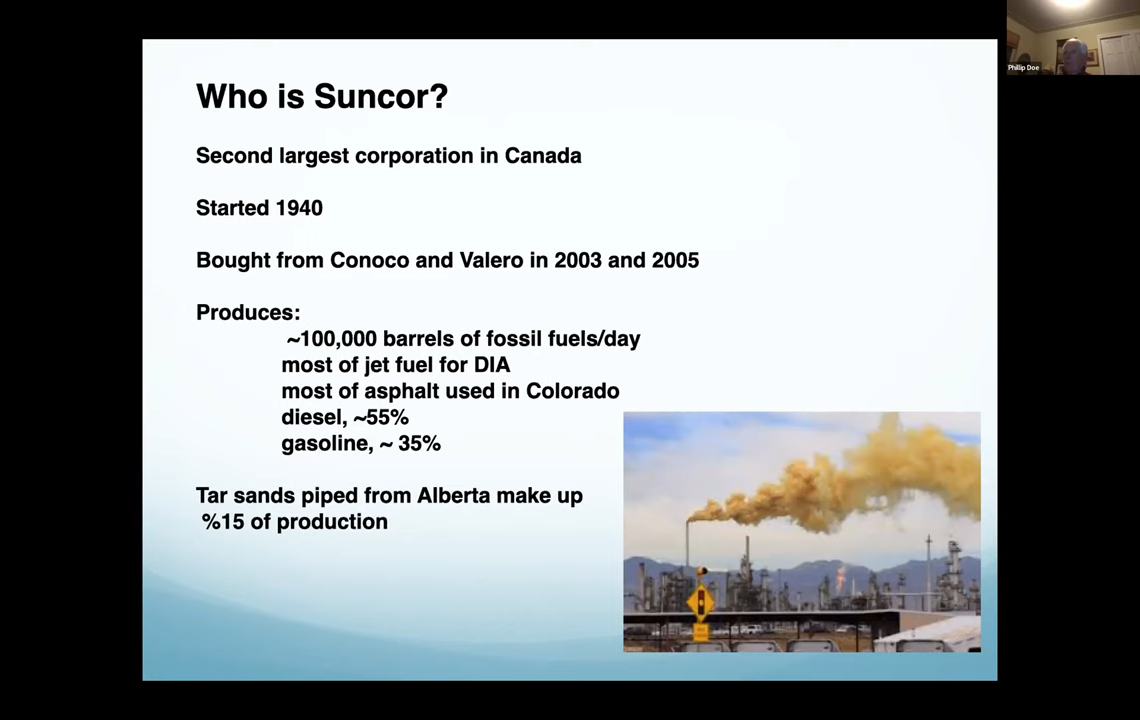 Who is Suncor?
Second largest corporation in Canada
Started 1940
Bought from Conoco and Valero in 2003 and 2005
Produces:
~100,000 barrels of fossil fuels/day
most of jet fuel for DIA
most of asphalt used in Colorado
diesel, ~55%
gasoline, ~ 35%
Tar sands piped from Alberta make up
%15 of production
Phillip Doe